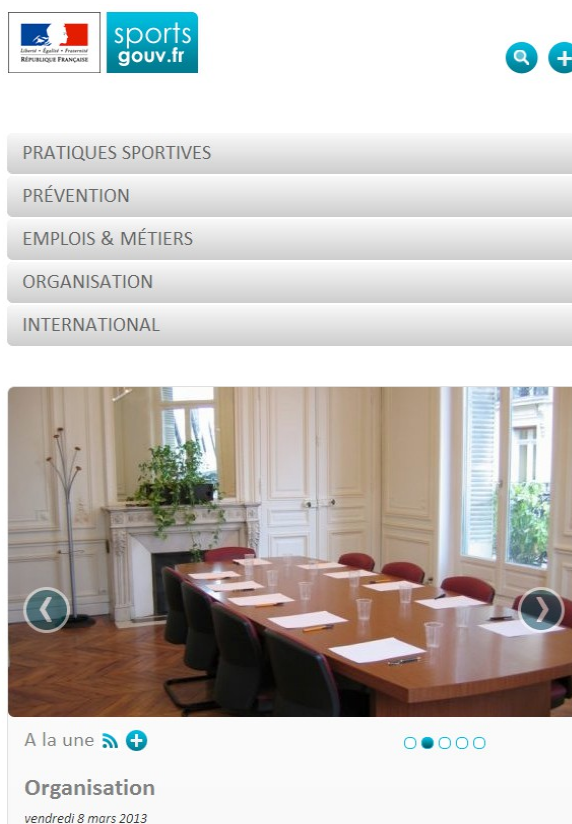 Liberté • Égalité • Fraternité
RÉPUBLIQUE FRANÇAISE
sports
gouv.fr
PRATIQUES SPORTIVES
PRÉVENTION
EMPLOIS & MÉTIERS
ORGANISATION
INTERNATIONAL
A la une
Organisation
vendredi 8 mars 2013